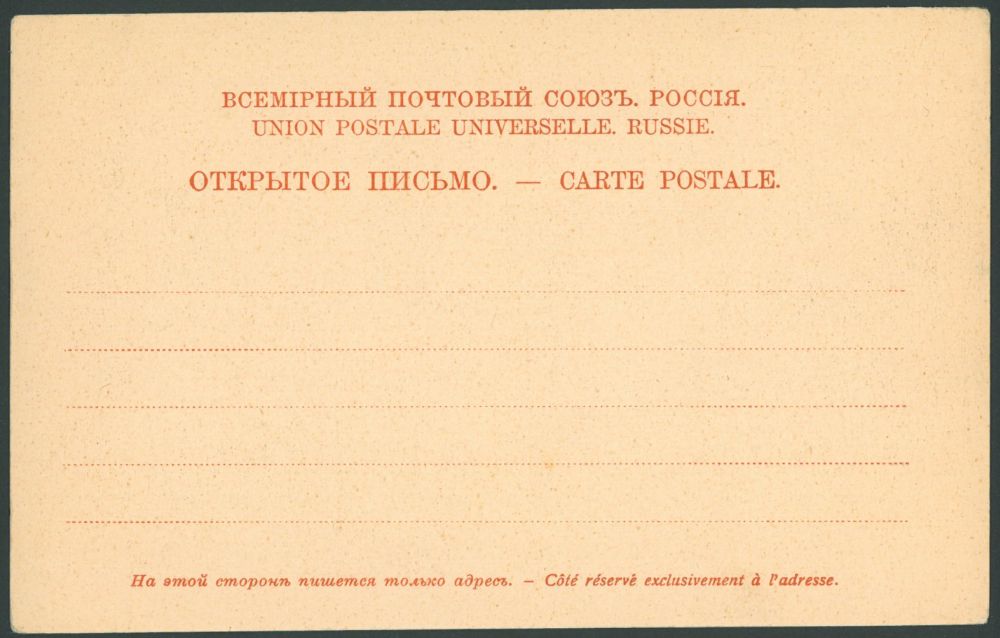 ВСЕМІРНЫЙ ПОЧТОВЫЙ СОЮЗЪ. РОССІЯ.
UNION POSTALE UNIVERSELLE. RUSSIE.
ОТКРЫТОЕ ПИСЬМО. — CARTE POSTALE.
На этой сторонѣ пишется только адресъ. — Côté réservé exclusivement à l'adresse.